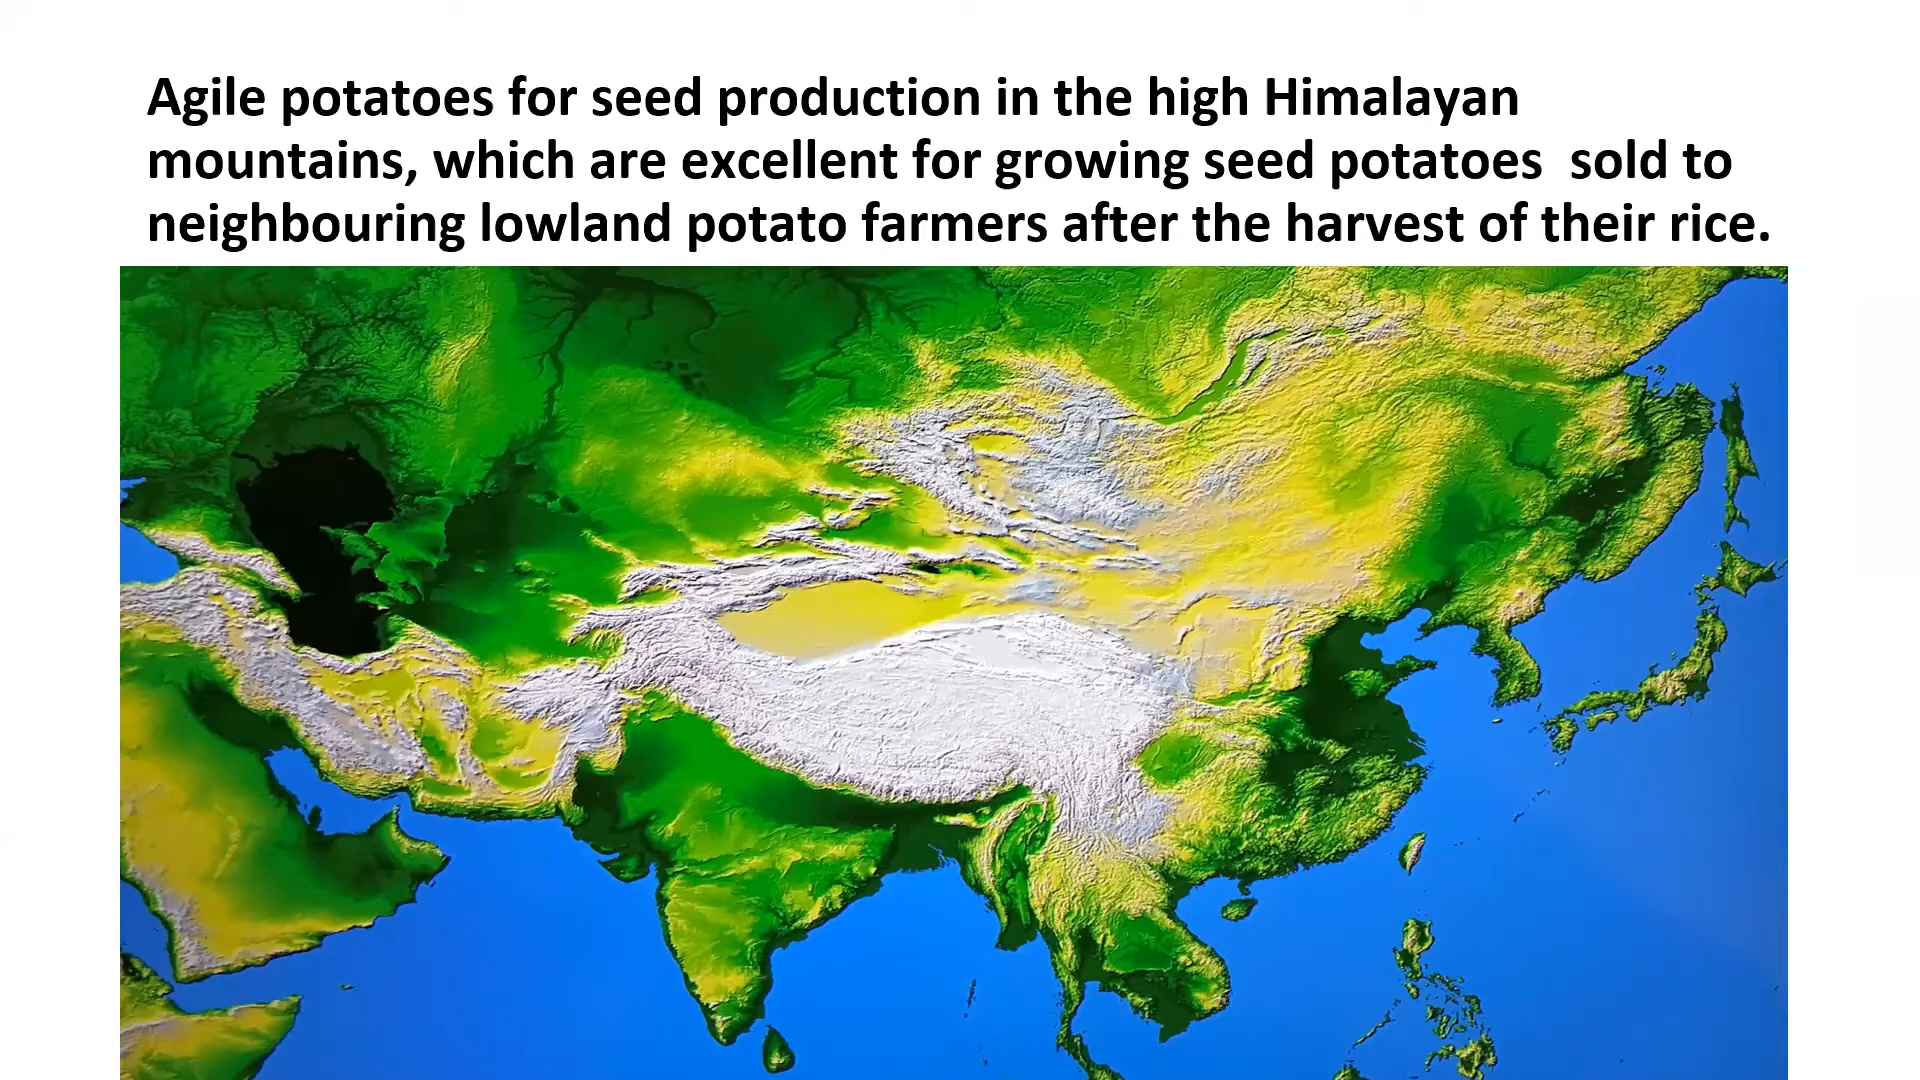 Agile potatoes for seed production in the high Himalayan
mountains, which are excellent for growing seed potatoes  sold to
neighbouring lowland potato farmers after the harvest of their rice.